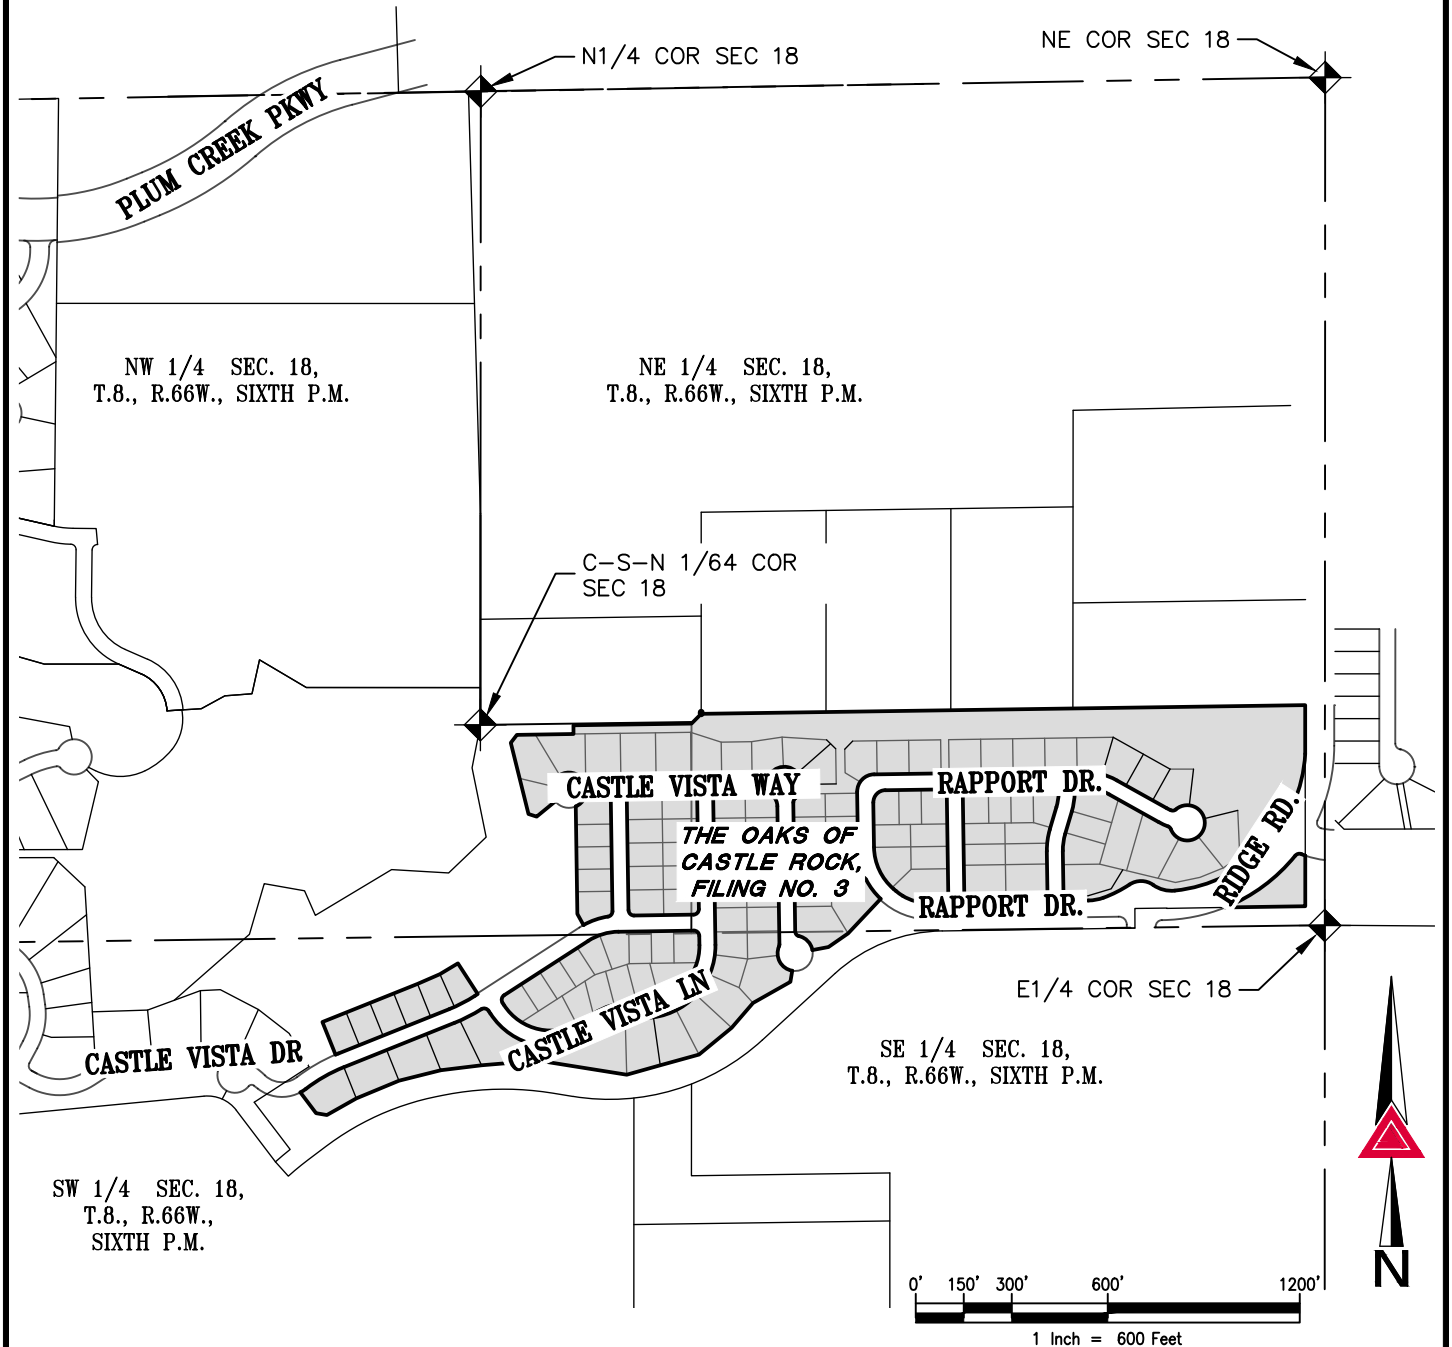 N1/4 COR SEC 18
NE COR SEC 18
PLUM CREEK PKWY
NW 1/4 SEC. 18,
T.8., R.66W., SIXTH P.M.
NE 1/4 SEC. 18,
T.8., R.66W., SIXTH P.M.
C-S-N 1/64 COR
SEC 18
CASTLE VISTA WAY
RAPPORT DR.
RIDGE RD.
THE OAKS OF
CASTLE ROCK,
FILING NO. 3
RAPPORT DR.
CASTLE VISTA LN
E1/4 COR SEC 18
CASTLE VISTA DR
SE 1/4 SEC. 18,
T.8., R.66W., SIXTH P.M.
SW 1/4 SEC. 18,
T.8., R.66W.,
SIXTH P.M.
N
0' 150' 300' 600' 1200'
1 Inch = 600 Feet